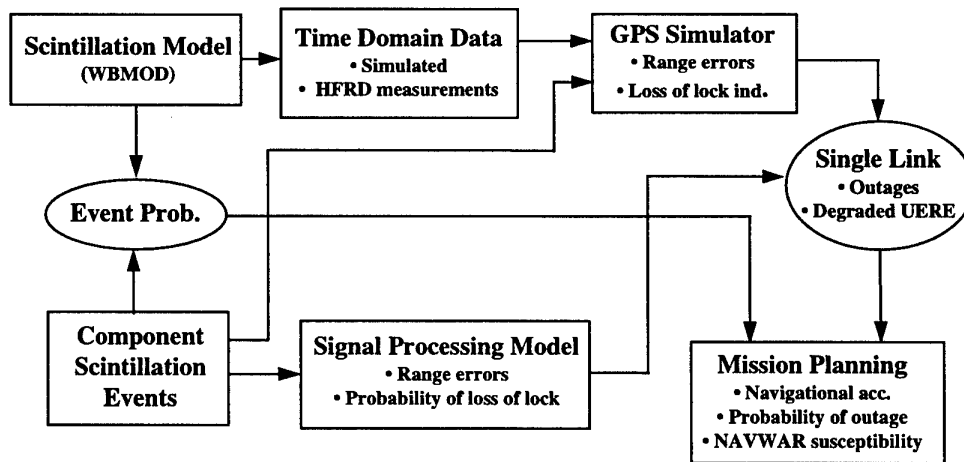 Scintillation Model
(WBMOD)
Time Domain Data
• Simulated
• HFRD measurements
GPS Simulator
• Range errors
• Loss of lock ind.
Event Prob.
Single Link
• Outages
• Degraded UERE
Component
Scintillation
Events
Signal Processing Model
• Range errors
• Probability of loss of lock
Mission Planning
• Navigational acc.
• Probability of outage
• NAVWAR susceptibility